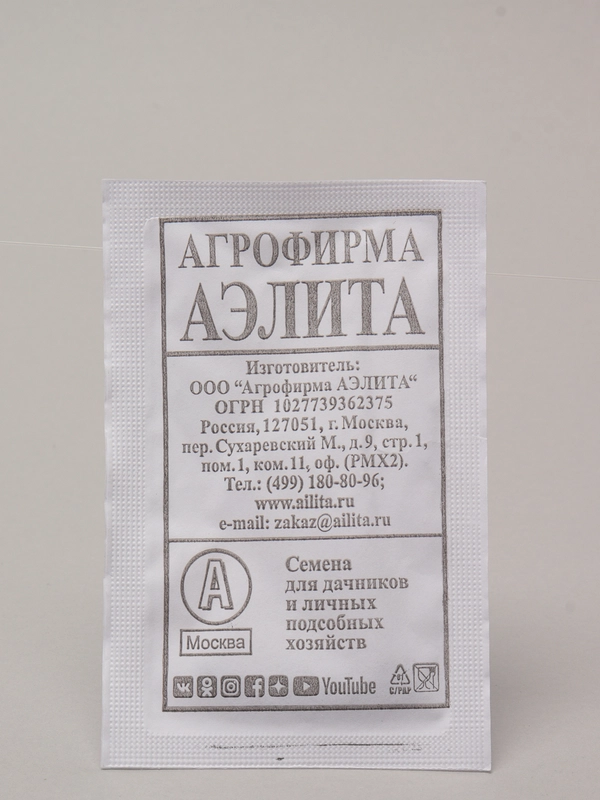 АГРОФИРМА
АЭЛИТА
Изготовитель:
ООО “Агрофирма АЭЛИТА“
ОГРН 1027739362375
Россия, 127051, г. Москва,
пер. Сухаревский М., д. 9, стр. 1,
пом. 1, ком. 11, оф. (РМХ2).
Тел.: (499) 180-80-96;
www.ailita.ru
e-mail: zakaz@ailita.ru
А
Москва
Семена
для дачников
и личных
подсобных
хозяйств
YouTube
81
C/PAP